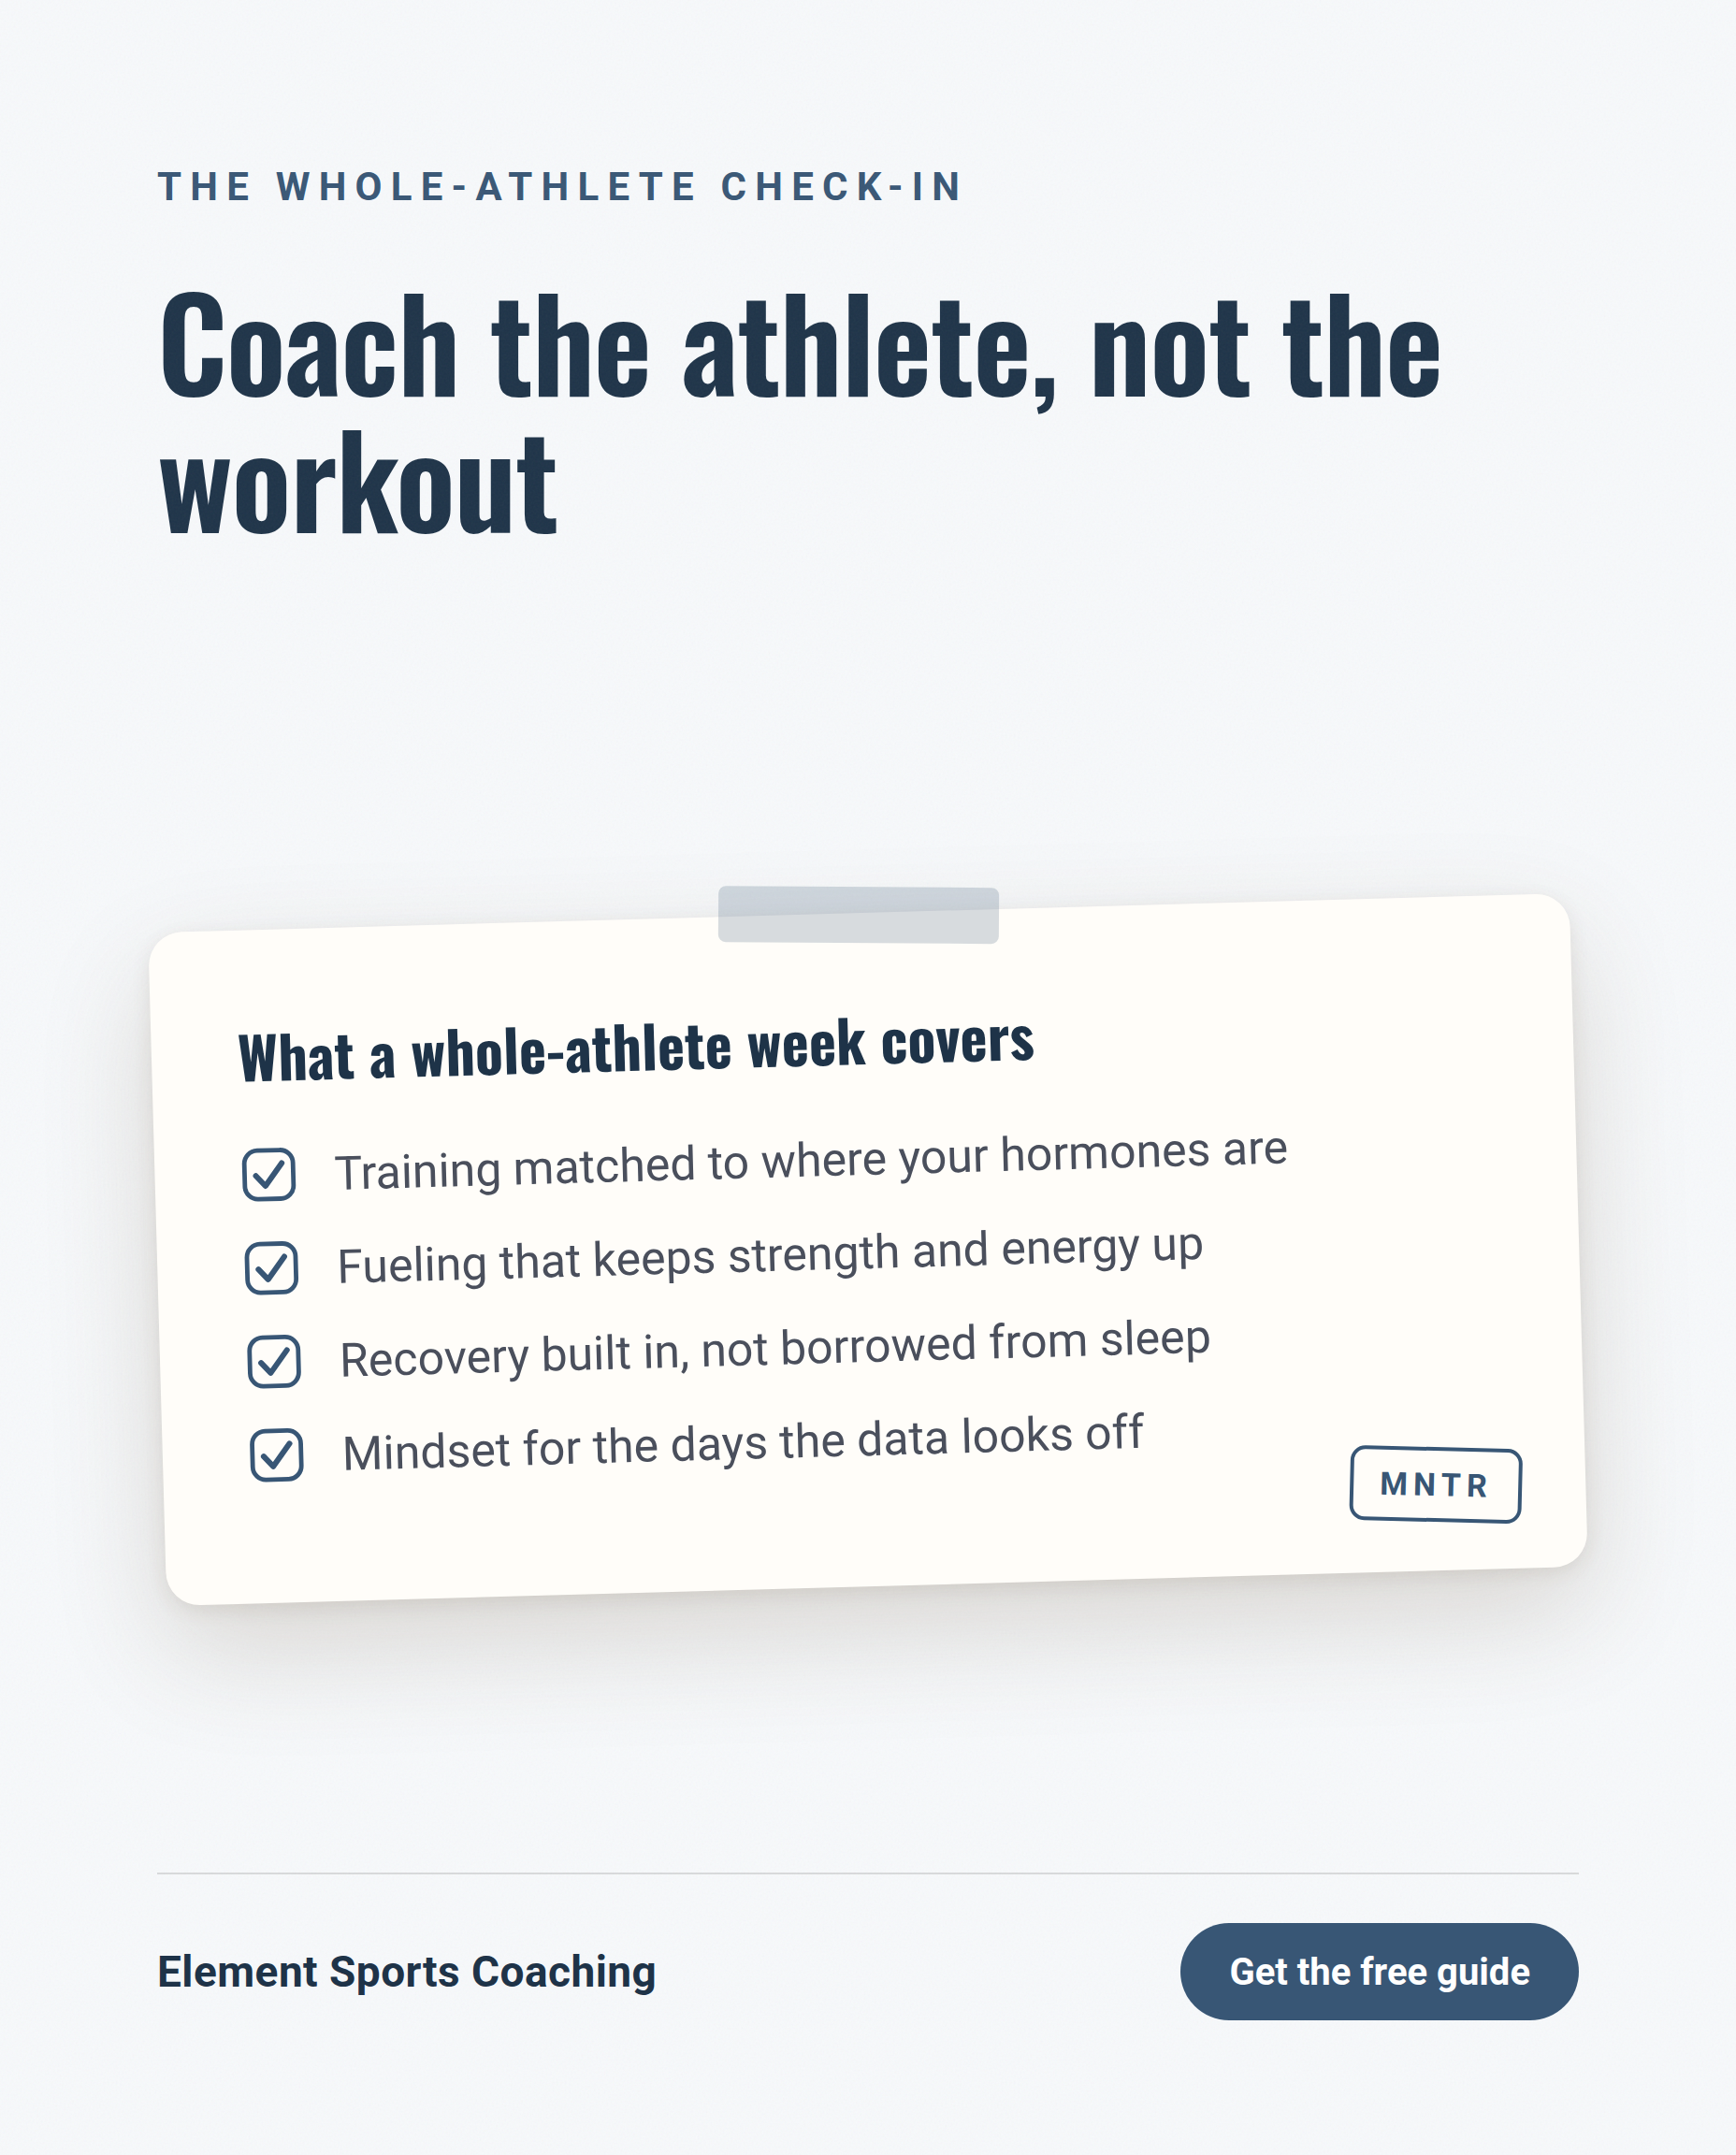 THE WHOLE-ATHLETE CHECK-IN
Coach the athlete, not the
workout
What a whole-athlete week covers
Training matched to where your hormones are
Fueling that keeps strength and energy up
Recovery built in, not borrowed from sleep
Mindset for the days the data looks off
MNTR
Element Sports Coaching
Get the free guide